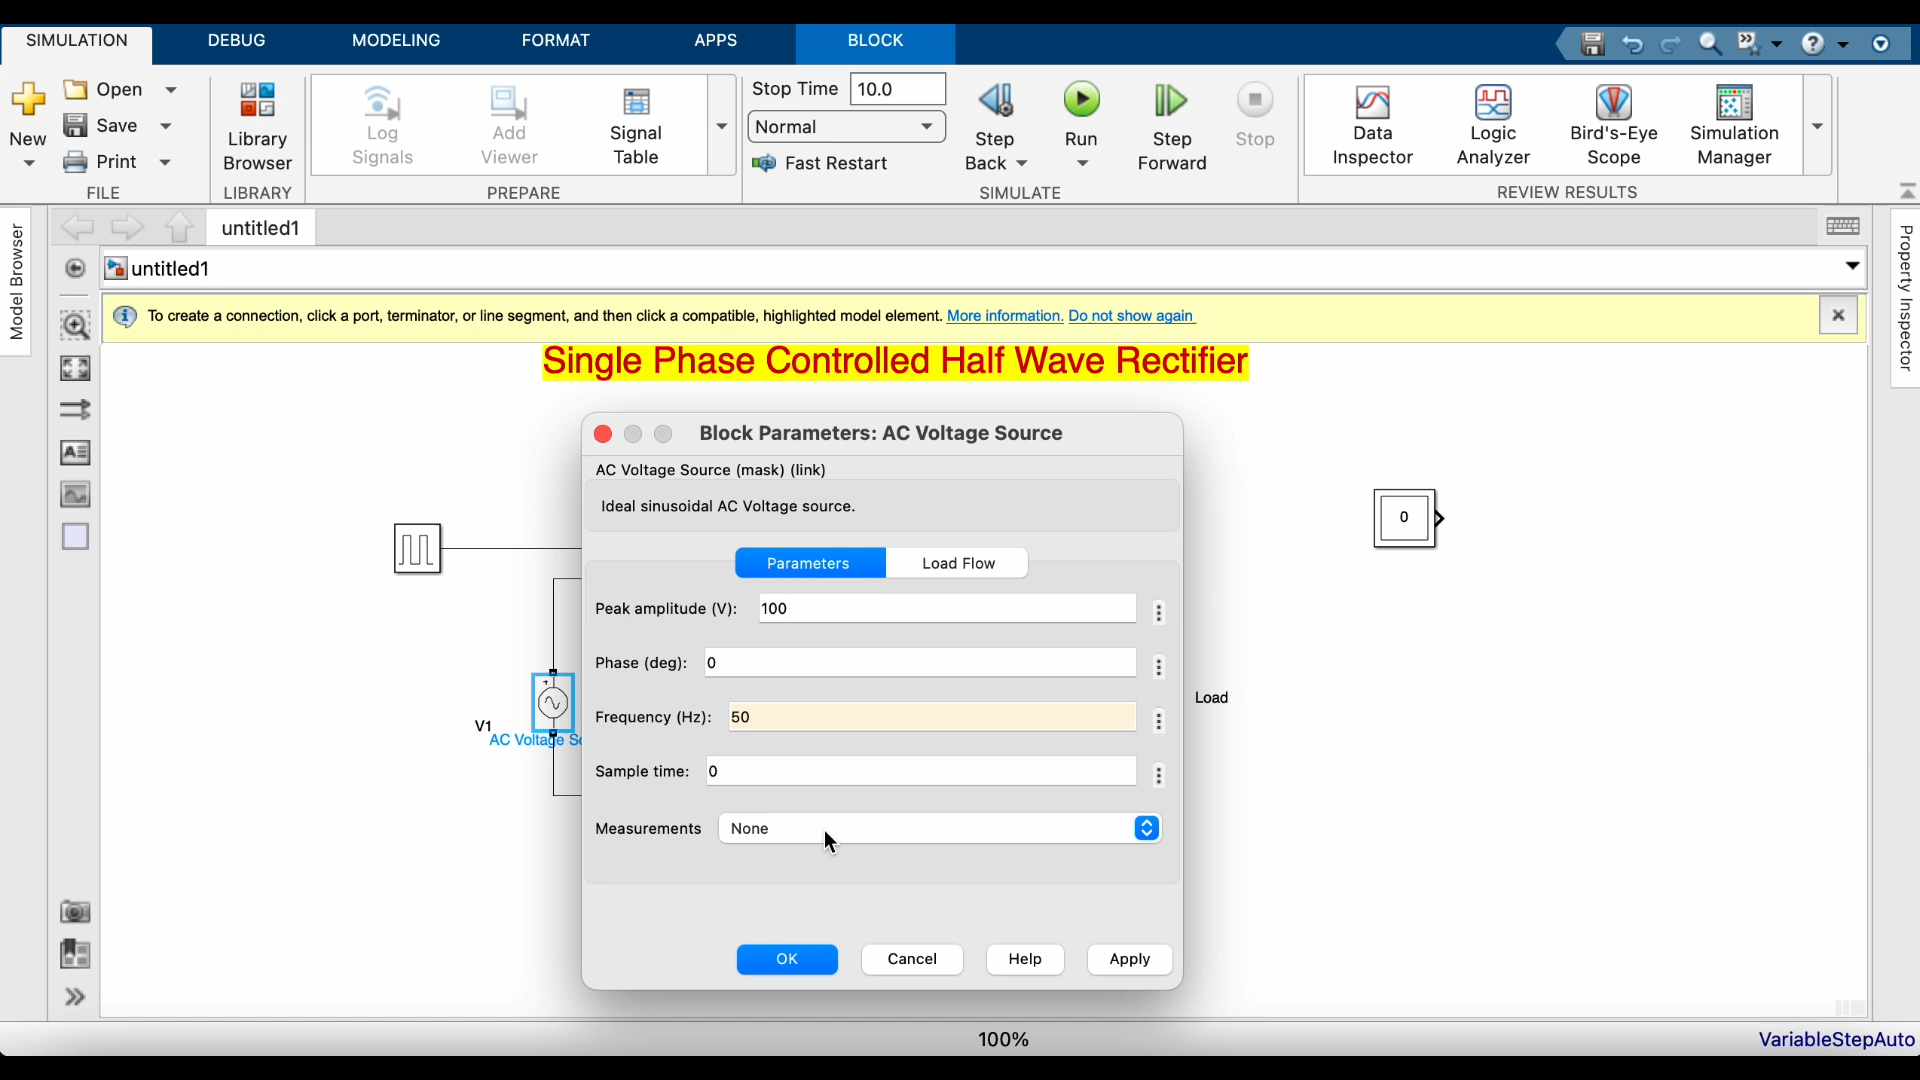 SIMULATION DEBUG MODELING FORMAT APPS BLOCK
New
Open
Save
Print
FILE
Library Browser
LIBRARY
Log Signals
Add Viewer
Signal Table
PREPARE
Stop Time 10.0
Normal
Fast Restart
Step Back
Run
Step Forward
Stop
SIMULATE
Data Inspector
Logic Analyzer
Bird's-Eye Scope
Simulation Manager
REVIEW RESULTS
Model Browser
Property Inspector
untitled1
untitled1
To create a connection, click a port, terminator, or line segment, and then click a compatible, highlighted model element. More information. Do not show again
Single Phase Controlled Half Wave Rectifier
Block Parameters: AC Voltage Source
AC Voltage Source (mask) (link)
Ideal sinusoidal AC Voltage source.
Parameters Load Flow
Peak amplitude (V): 100
Phase (deg): 0
Frequency (Hz): 50
Sample time: 0
Measurements None
OK Cancel Help Apply
0
Load
V1
AC Voltage So
100%
VariableStepAuto